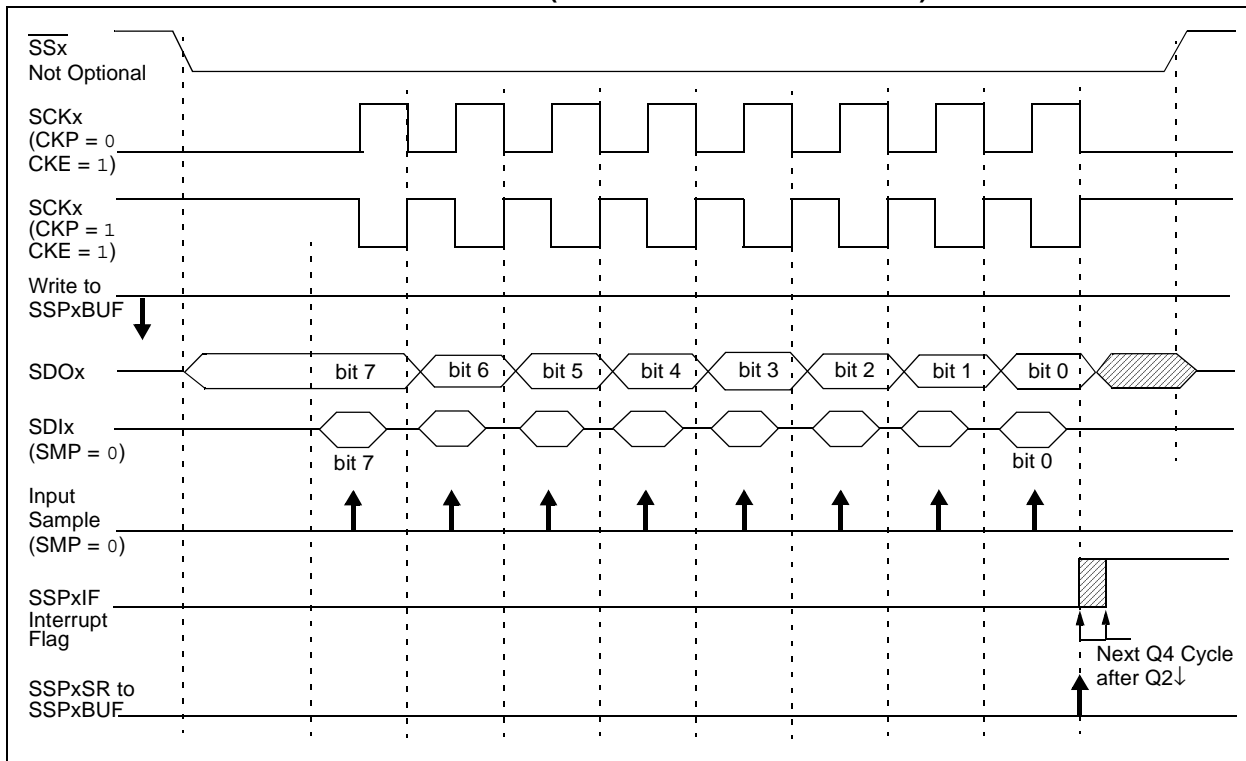 SSx
Not Optional
SCKx
(CKP = 0
CKE = 1)
SCKx
(CKP = 1
CKE = 1)
Write to
SSPxBUF
SDOx
bit 7 bit 6 bit 5 bit 4 bit 3 bit 2 bit 1 bit 0
SDIx
(SMP = 0)
bit 7 bit 0
Input
Sample
(SMP = 0)
SSPxIF
Interrupt
Flag
Next Q4 Cycle
after Q2↓
SSPxSR to
SSPxBUF